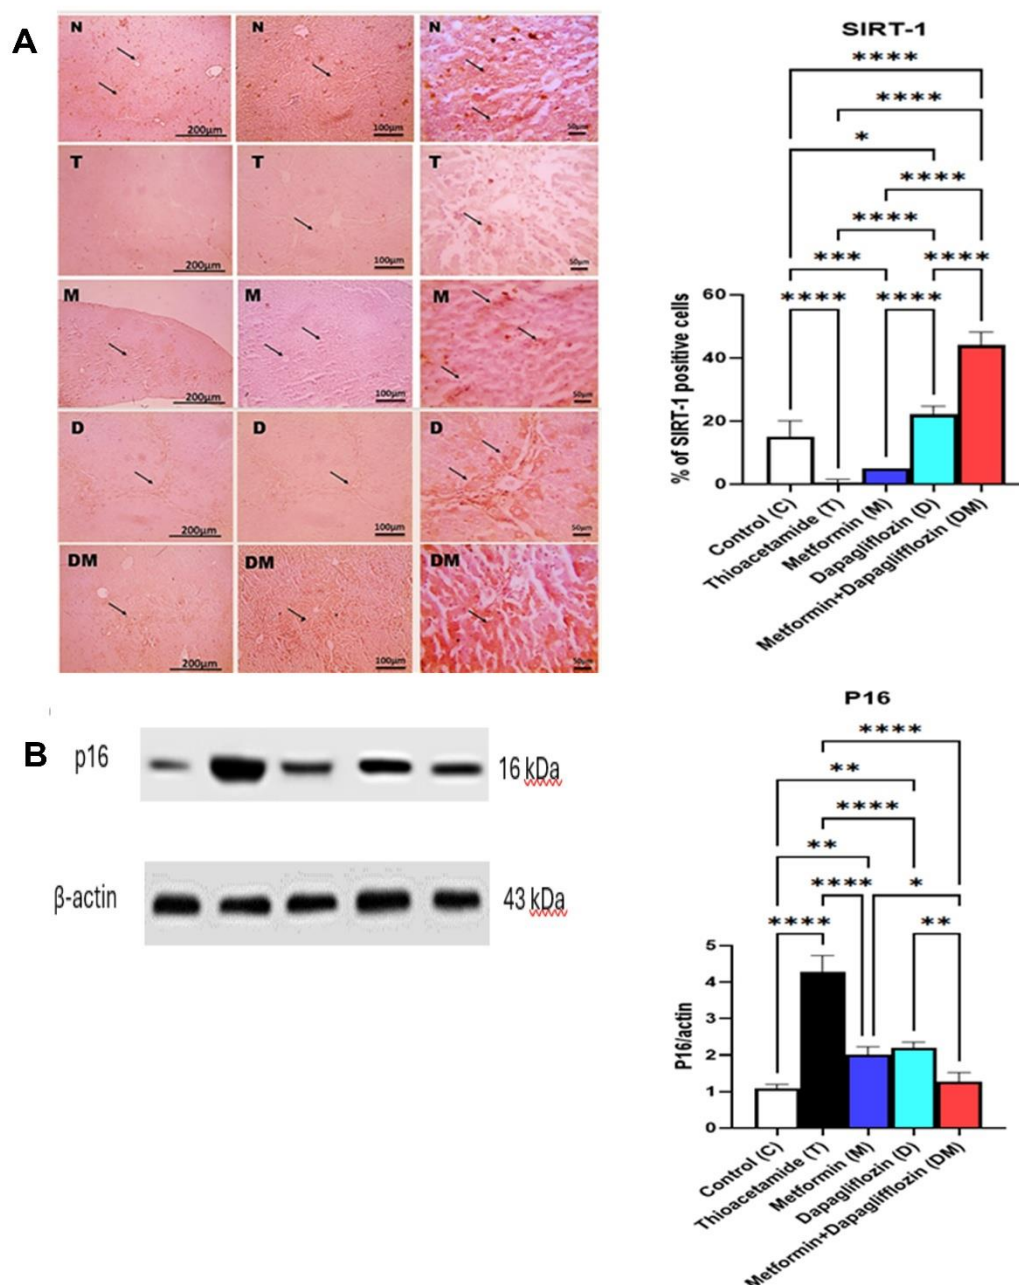 A
N
N
N
200µm
100µm
50µm
T
T
T
200µm
100µm
50µm
M
M
M
200µm
100µm
50µm
D
D
D
200µm
100µm
50µm
DM
DM
DM
200µm
100µm
50µm
SIRT-1
****
****
*
****
****
*** ****
**** ****
% of SIRT-1 positive cells
60
40
20
0
Control (C)
Thioacetamide (T)
Metformin (M)
Dapagliflozin (D)
Metformin+Dapaglifflozin (DM)
B
p16
16 kDa
β-actin
43 kDa
P16
****
**
****
**
**** *
**** **
P16/actin
5
4
3
2
1
0
Control (C)
Thioacetamide (T)
Metformin (M)
Dapagliflozin (D)
Metformin+Dapaglifflozin (DM)